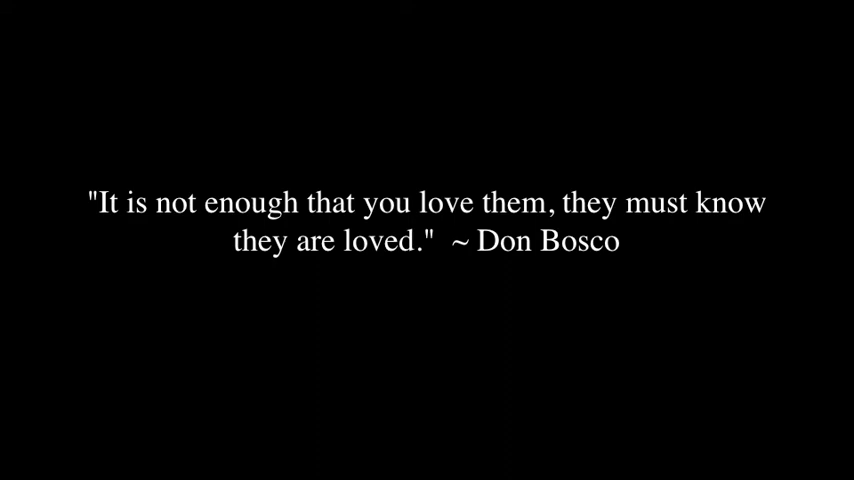 "It is not enough that you love them, they must know
they are loved."  ~ Don Bosco